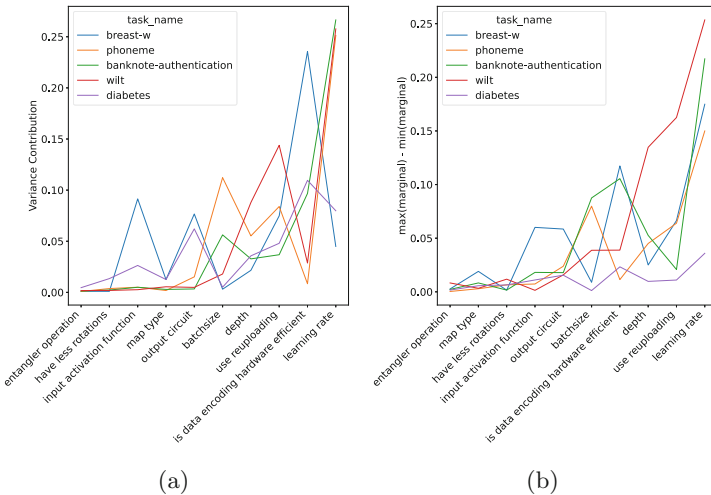 task_name
breast-w
phoneme
banknote-authentication
wilt
diabetes
0.25
0.20
0.15
0.10
0.05
0.00
Variance Contribution
entangler operation
have less rotations
input activation function
map type
output circuit
batchsize
depth
use reuploading
is data encoding hardware efficient
learning rate
(a)
task_name
breast-w
phoneme
banknote-authentication
wilt
diabetes
0.25
0.20
0.15
0.10
0.05
0.00
max(marginal) - min(marginal)
entangler operation
map type
have less rotations
input activation function
output circuit
batchsize
is data encoding hardware efficient
depth
use reuploading
learning rate
(b)